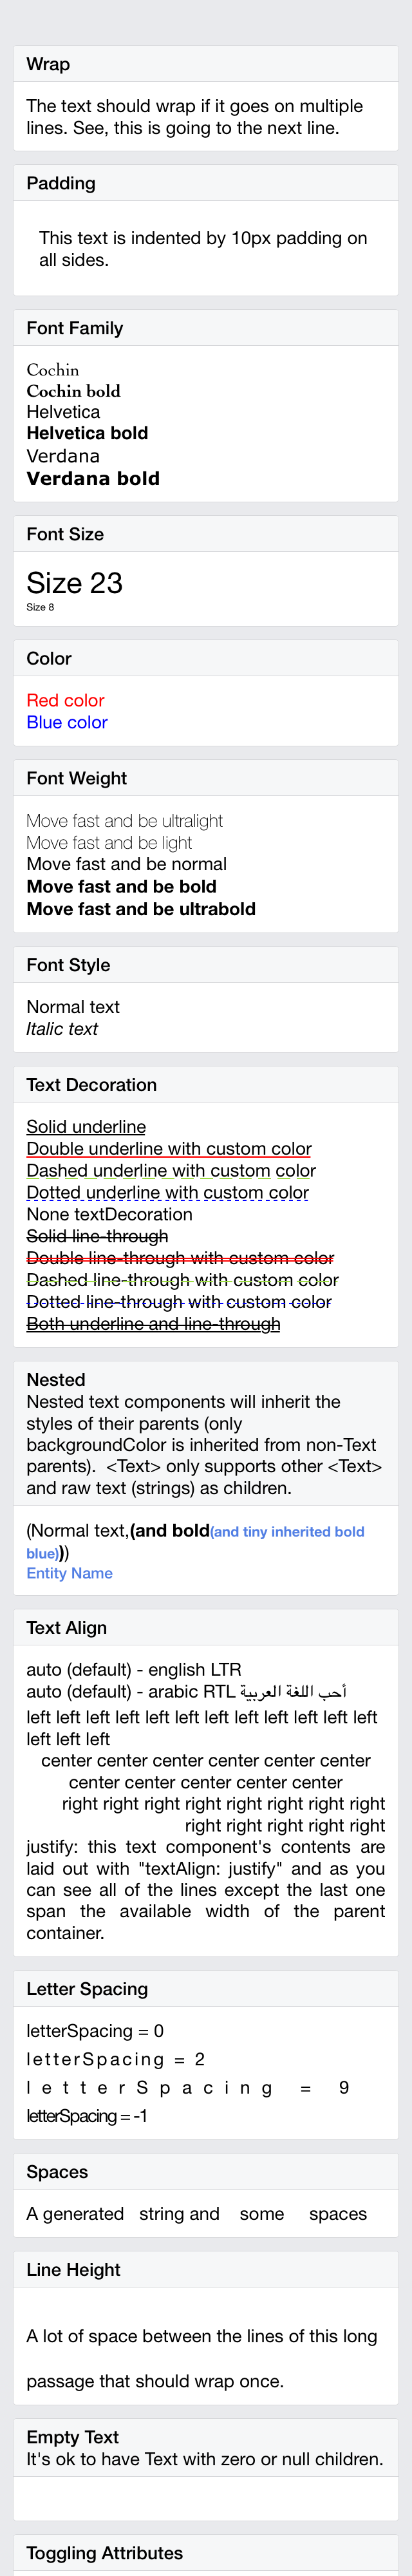 Wrap
The text should wrap if it goes on multiple
lines. See, this is going to the next line.
Padding
This text is indented by 10px padding on
all sides.
Font Family
Cochin
Cochin bold
Helvetica
Helvetica bold
Verdana
Verdana bold
Font Size
Size 23
Size 8
Color
Red color
Blue color
Font Weight
Move fast and be ultralight
Move fast and be light
Move fast and be normal
Move fast and be bold
Move fast and be ultrabold
Font Style
Normal text
Italic text
Text Decoration
Solid underline
Double underline with custom color
Dashed underline with custom color
Dotted underline with custom color
None textDecoration
Solid line-through
Double line-through with custom color
Dashed line-through with custom color
Dotted line-through with custom color
Both underline and line-through
Nested
Nested text components will inherit the
styles of their parents (only
backgroundColor is inherited from non-Text
parents).  <Text> only supports other <Text>
and raw text (strings) as children.
(Normal text,(and bold(and tiny inherited bold
blue)))
Entity Name
Text Align
auto (default) - english LTR
auto (default) - arabic RTL أحب اللغة العربية
left left left left left left left left left left left left
left left left
center center center center center center
center center center center center
right right right right right right right right
right right right right right
justify: this text component's contents are
laid out with "textAlign: justify" and as you
can see all of the lines except the last one
span the available width of the parent
container.
Letter Spacing
letterSpacing = 0
letterSpacing = 2
letterSpacing = 9
letterSpacing = -1
Spaces
A generated   string and    some     spaces
Line Height
A lot of space between the lines of this long
passage that should wrap once.
Empty Text
It's ok to have Text with zero or null children.
Toggling Attributes